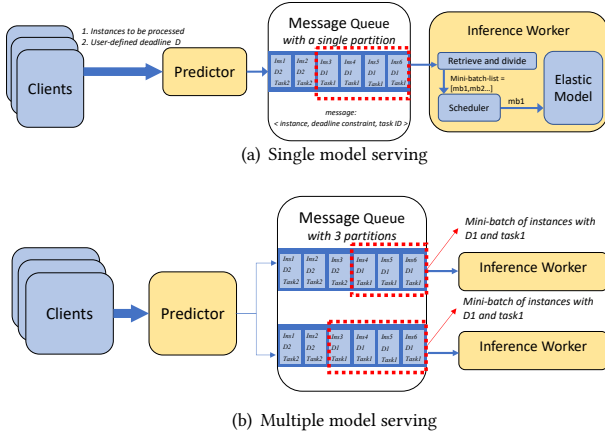 1. Instances to be processed
2. User-defined deadline D
Clients
Predictor
Message Queue
with a single partition
Ins1 Ins2 Ins3 Ins4 Ins5 Ins6
D2 D2 D1 D1 D1 D1
Task2 Task2 Task1 Task1 Task1 Task1
message:
< instance, deadline constraint, task ID >
Inference Worker
Retrieve and divide
Mini-batch-list =
[mb1,mb2...]
Scheduler
mb1
Elastic
Model
(a) Single model serving
Clients
Predictor
Message Queue
with 3 partitions
Ins1 Ins2 Ins3 Ins4 Ins5 Ins6
D2 D2 D2 D1 D1 D1
Task2 Task2 Task2 Task1 Task1 Task1
Mini-batch of instances with
D1 and task1
Inference Worker
Ins1 Ins2 Ins3 Ins4 Ins5 Ins6
D2 D2 D1 D1 D1 D1
Task2 Task2 Task1 Task1 Task1 Task1
Mini-batch of instances with
D1 and task1
Inference Worker
(b) Multiple model serving